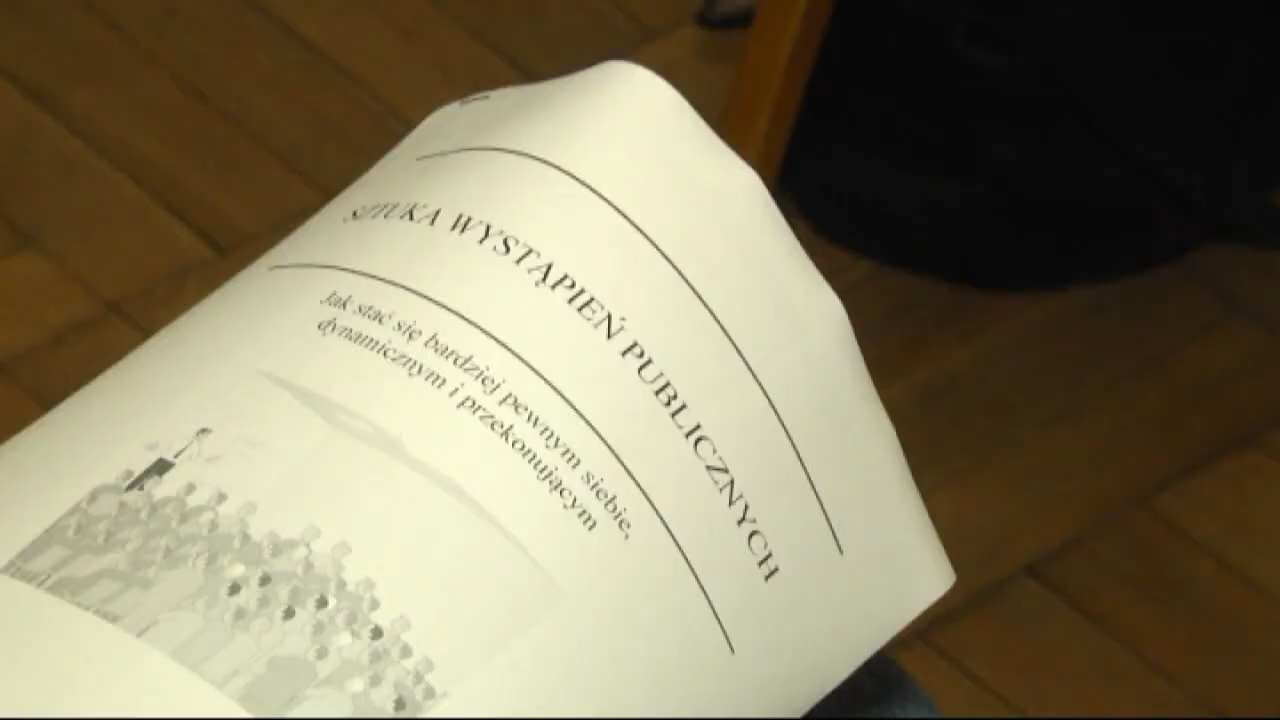 SZTUKA WYSTĄPIEŃ PUBLICZNYCH
Jak stać się bardziej pewnym siebie,
dynamicznym i przekonującym